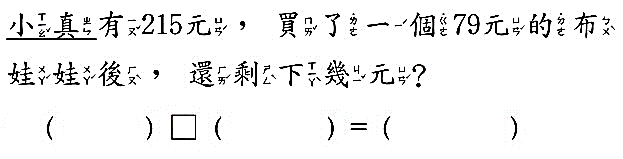 小真有215元，買了一個79元的布
娃娃後，還剩下幾元?
(　　　)□(　　　)=(　　　)